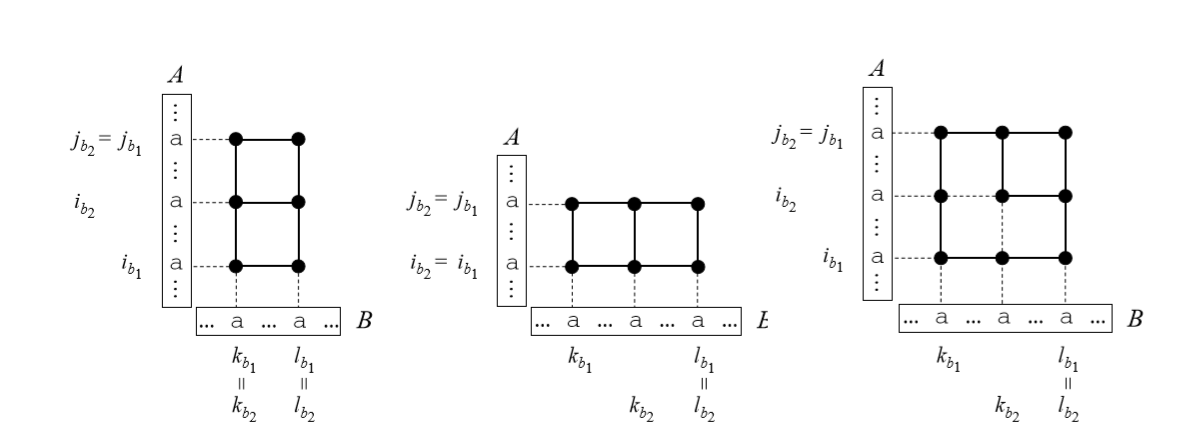 A
⋮
j_{b_2} = j_{b_1} a
⋮
i_{b_2} a
⋮
i_{b_1} a
⋮
... a ... a ... B
k_{b_1} l_{b_1}
= =
k_{b_2} l_{b_2}
A
⋮
j_{b_2} = j_{b_1} a
⋮
i_{b_2} = i_{b_1} a
⋮
... a ... a ... a ... B
k_{b_1} l_{b_1}
=
k_{b_2} l_{b_2}
A
⋮
j_{b_2} = j_{b_1} a
⋮
i_{b_2} a
⋮
i_{b_1} a
⋮
... a ... a ... a ... B
k_{b_1} l_{b_1}
=
k_{b_2} l_{b_2}